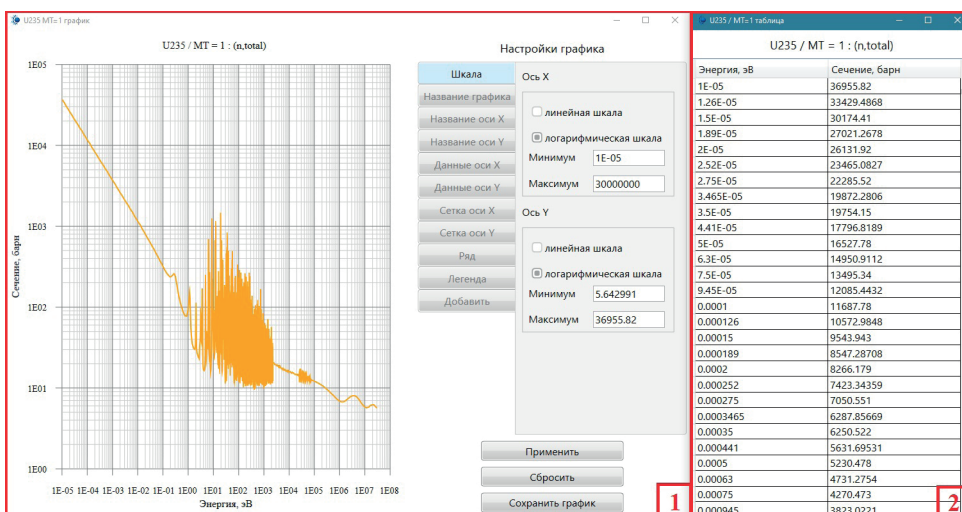 U235 MT=1 график
U235 / MT = 1 : (n,total)
1E05
1E04
1E03
1E02
1E01
1E00
Сечение, барн
1E-05 1E-04 1E-03 1E-02 1E-01 1E00 1E01 1E02 1E03 1E04 1E05 1E06 1E07 1E08
Энергия, эВ
Настройки графика
Шкала
Название графика
Название оси X
Название оси Y
Данные оси X
Данные оси Y
Сетка оси X
Сетка оси Y
Ряд
Легенда
Добавить
Ось X
линейная шкала
логарифмическая шкала
Минимум 1E-05
Максимум 30000000
Ось Y
линейная шкала
логарифмическая шкала
Минимум 5.642991
Максимум 36955.82
Применить
Сбросить
Сохранить график
1
U235 / MT=1 таблица
U235 / MT = 1 : (n,total)
Энергия, эВ Сечение, барн
1E-05 36955.82
1.26E-05 33429.4868
1.5E-05 30174.41
1.89E-05 27021.2678
2E-05 26131.92
2.52E-05 23465.0827
2.75E-05 22285.52
3.465E-05 19872.2806
3.5E-05 19754.15
4.41E-05 17796.8189
5E-05 16527.78
6.3E-05 14950.9112
7.5E-05 13495.34
9.45E-05 12085.4432
0.0001 11687.78
0.000126 10572.9848
0.00015 9543.943
0.000189 8547.28708
0.0002 8266.179
0.000252 7423.34359
0.000275 7050.551
0.0003465 6287.85669
0.00035 6250.522
0.000441 5631.69531
0.0005 5230.478
0.00063 4731.2754
0.00075 4270.473
0.000945 3823.0221
2